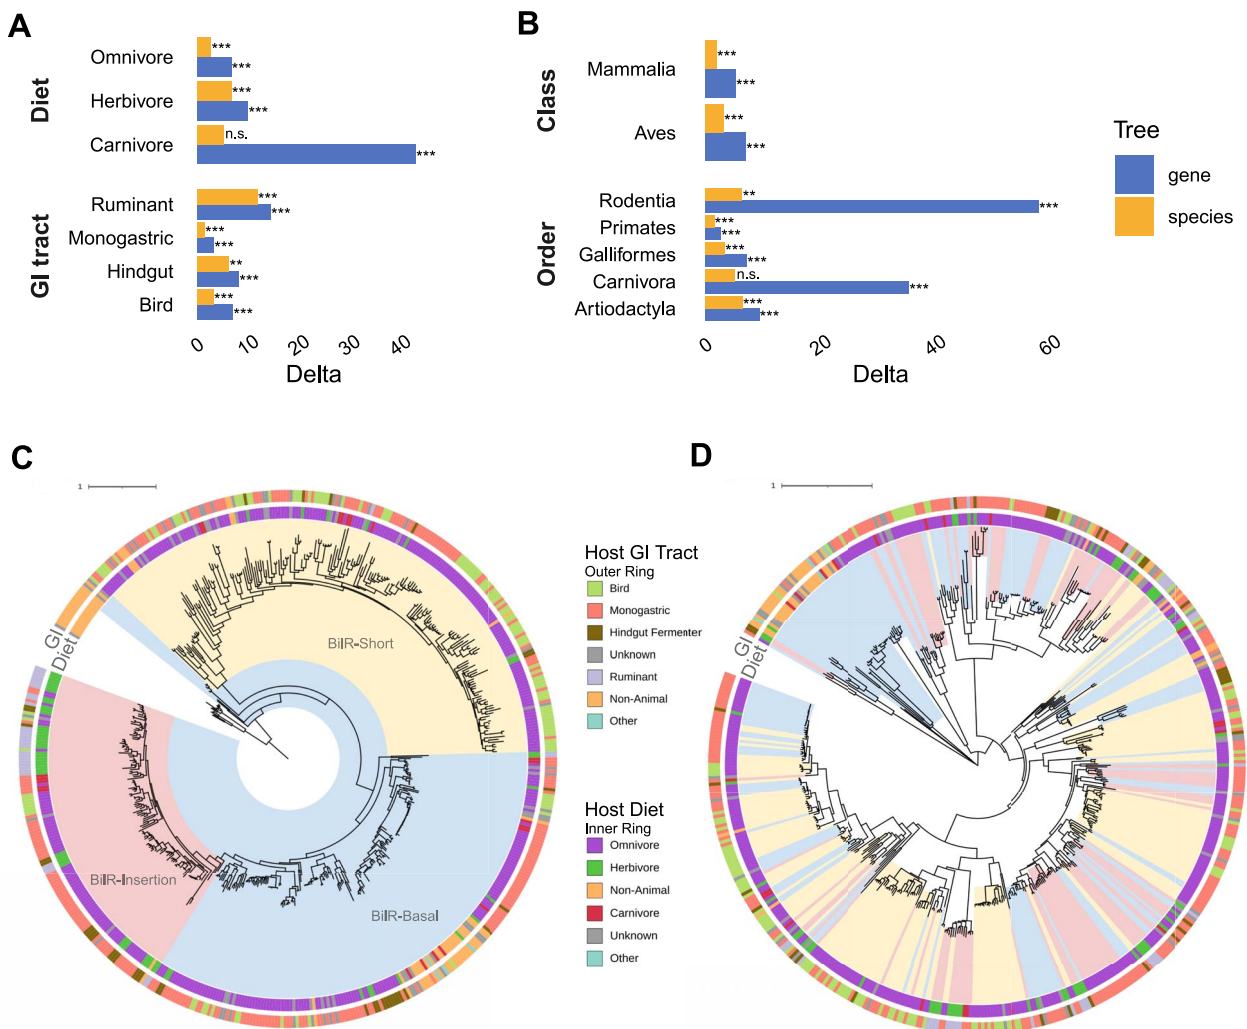 A
Diet
Omnivore
***
***
Herbivore
***
***
Carnivore
n.s.
***
GI tract
Ruminant
***
***
Monogastric
***
***
Hindgut
**
***
Bird
***
***
0
10
20
30
40
Delta
B
Class
Mammalia
***
***
Aves
***
***
Order
Rodentia
**
***
Primates
***
***
Galliformes
***
***
Carnivora
n.s.
***
Artiodactyla
***
***
0
20
40
60
Delta
Tree
gene
species
C
1
GI
Diet
BilR-Short
BilR-Insertion
BilR-Basal
Host GI Tract
Outer Ring
Bird
Monogastric
Hindgut Fermenter
Unknown
Ruminant
Non-Animal
Other
Host Diet
Inner Ring
Omnivore
Herbivore
Non-Animal
Carnivore
Unknown
Other
D
1
GI
Diet